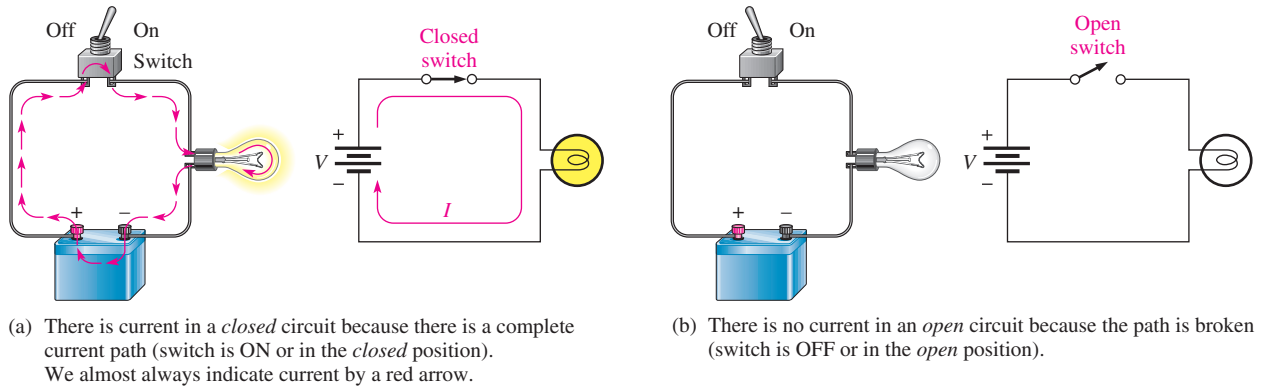 Off
On
Switch
Closed
switch
+
V
−
I
+
−
(a) There is current in a closed circuit because there is a complete
current path (switch is ON or in the closed position).
We almost always indicate current by a red arrow.
Off
On
Open
switch
+
V
−
+
−
(b) There is no current in an open circuit because the path is broken
(switch is OFF or in the open position).